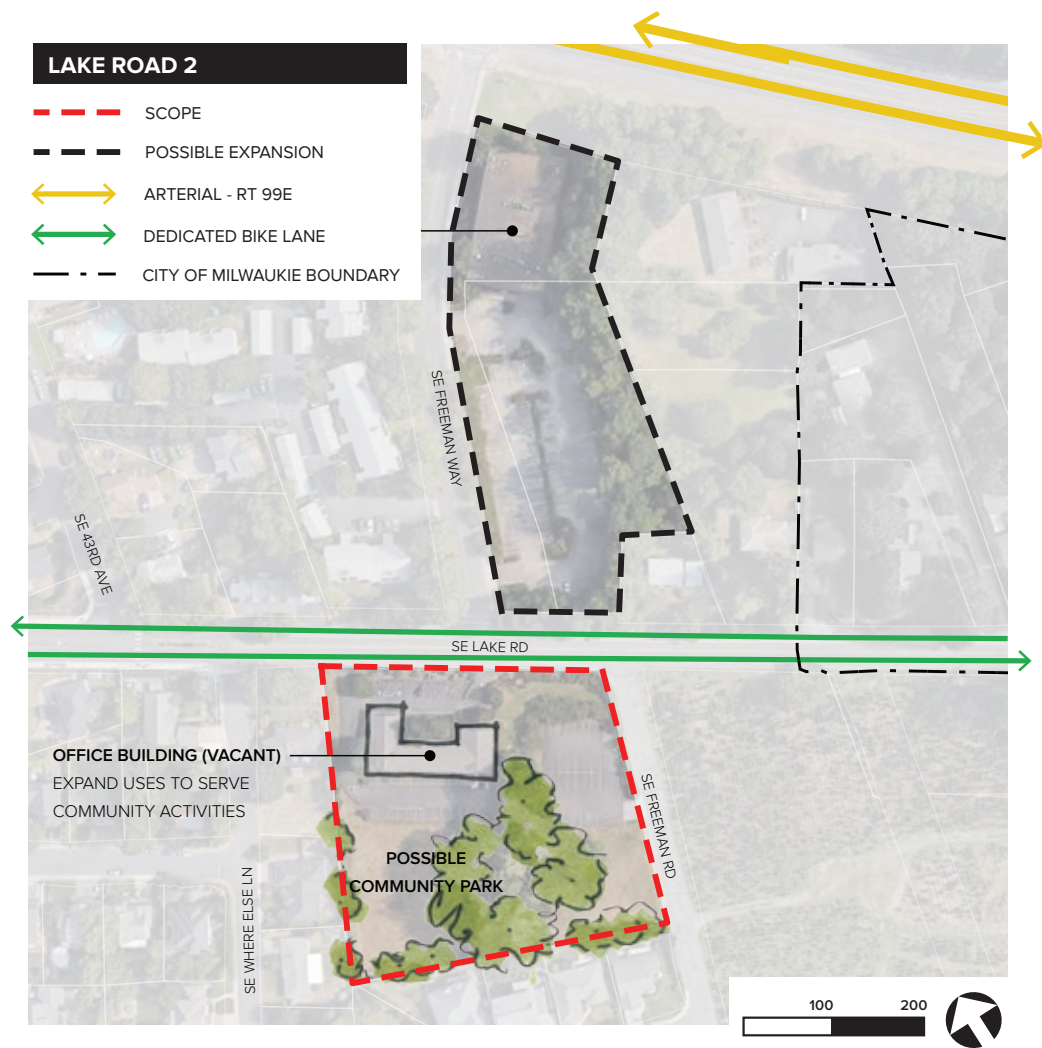 LAKE ROAD 2
SCOPE
POSSIBLE EXPANSION
ARTERIAL - RT 99E
DEDICATED BIKE LANE
CITY OF MILWAUKIE BOUNDARY
SE FREEMAN WAY
SE 43RD AVE
SE LAKE RD
OFFICE BUILDING (VACANT)
EXPAND USES TO SERVE
COMMUNITY ACTIVITIES
SE FREEMAN RD
POSSIBLE
COMMUNITY PARK
SE WHERE ELSE LN
100 200